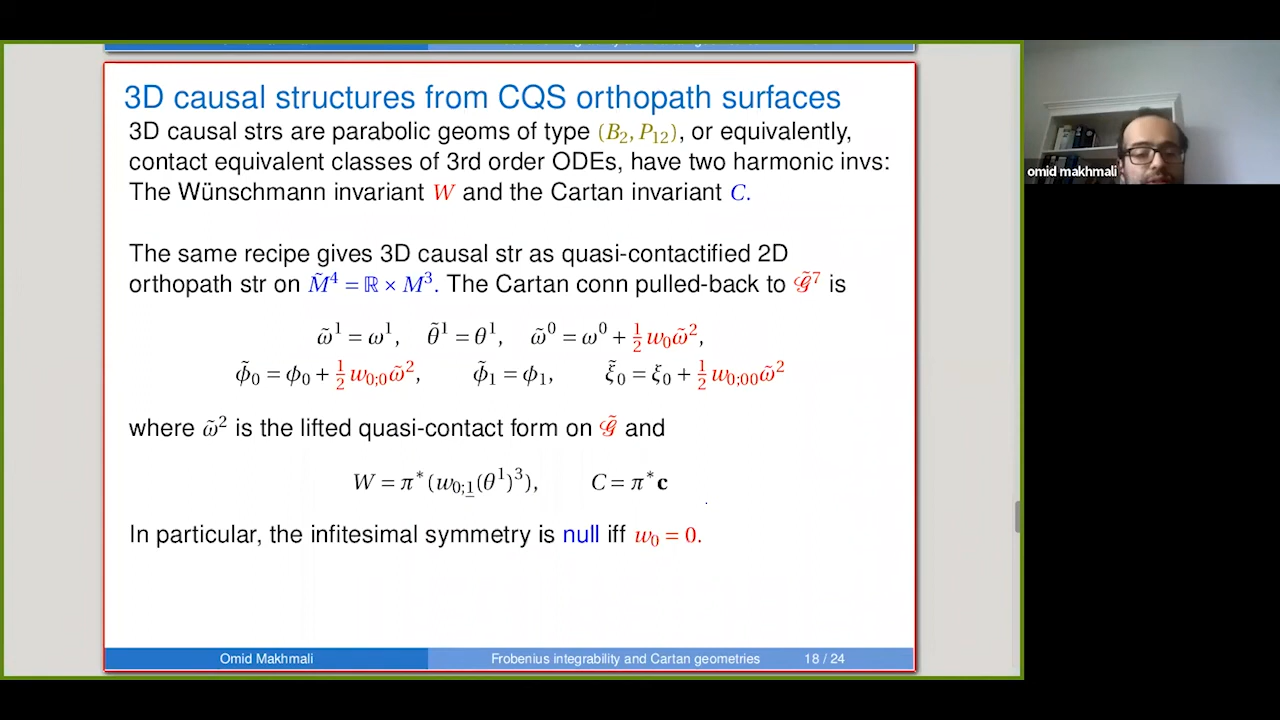 3D causal structures from CQS orthopath surfaces
3D causal strs are parabolic geoms of type (B₂, P₁₂), or equivalently,
contact equivalent classes of 3rd order ODEs, have two harmonic invs:
The Wünschmann invariant W and the Cartan invariant C.
The same recipe gives 3D causal str as quasi-contactified 2D
orthopath str on M̃⁴ = ℝ × M³. The Cartan conn pulled-back to 𝒢̃⁷ is
ω̃¹ = ω¹, θ̃¹ = θ¹, ω̃⁰ = ω⁰ + ½ w₀ω̃²,
φ̃₀ = φ₀ + ½ w₀;₀ω̃², φ̃₁ = φ₁, ξ̃₀ = ξ₀ + ½ w₀;₀₀ω̃²
where ω̃² is the lifted quasi-contact form on 𝒢̃ and
W = π*(w₀;₁̲(θ¹)³), C = π*𝐜
In particular, the infitesimal symmetry is null iff w₀ = 0.
Omid Makhmali
Frobenius integrability and Cartan geometries
18 / 24
omid makhmali